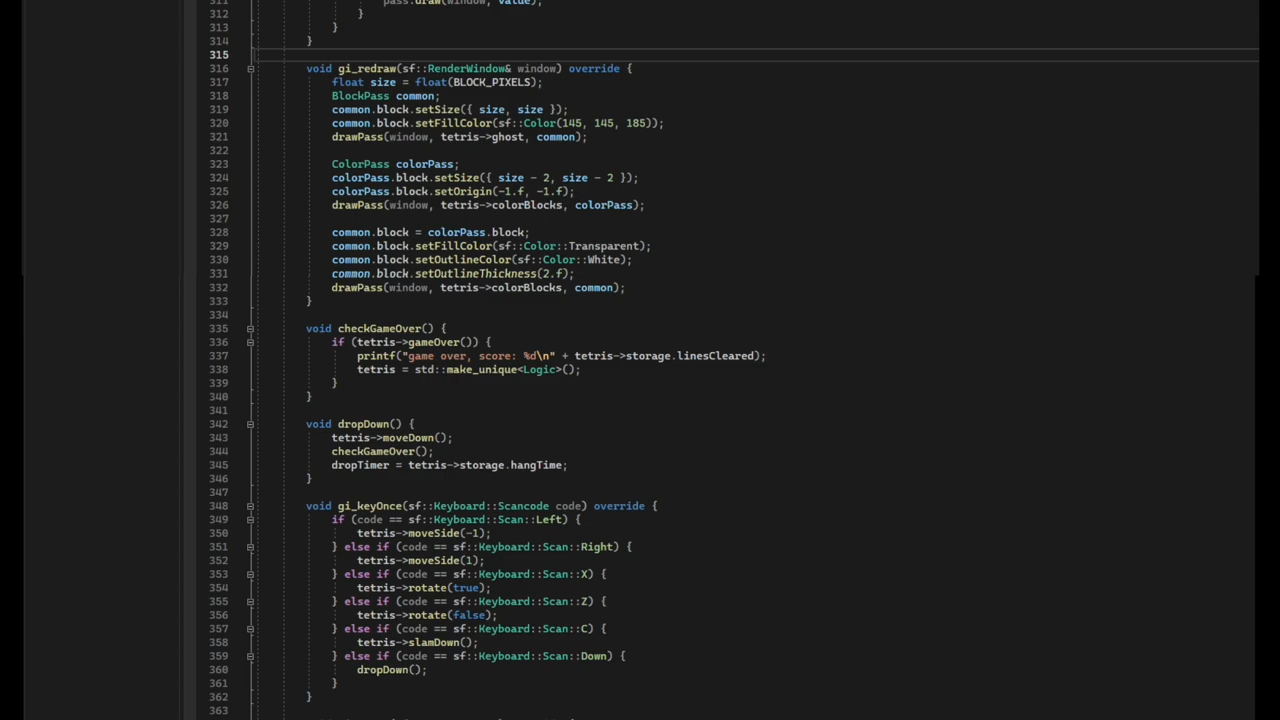 311 pass.draw(window, value);
312 }
313 }
314 }
315
316 void gi_redraw(sf::RenderWindow& window) override {
317 float size = float(BLOCK_PIXELS);
318 BlockPass common;
319 common.block.setSize({ size, size });
320 common.block.setFillColor(sf::Color(145, 145, 185));
321 drawPass(window, tetris->ghost, common);
322
323 ColorPass colorPass;
324 colorPass.block.setSize({ size - 2, size - 2 });
325 colorPass.block.setOrigin(-1.f, -1.f);
326 drawPass(window, tetris->colorBlocks, colorPass);
327
328 common.block = colorPass.block;
329 common.block.setFillColor(sf::Color::Transparent);
330 common.block.setOutlineColor(sf::Color::White);
331 common.block.setOutlineThickness(2.f);
332 drawPass(window, tetris->colorBlocks, common);
333 }
334
335 void checkGameOver() {
336 if (tetris->gameOver()) {
337 printf("game over, score: %d\n" + tetris->storage.linesCleared);
338 tetris = std::make_unique<Logic>();
339 }
340 }
341
342 void dropDown() {
343 tetris->moveDown();
344 checkGameOver();
345 dropTimer = tetris->storage.hangTime;
346 }
347
348 void gi_keyOnce(sf::Keyboard::Scancode code) override {
349 if (code == sf::Keyboard::Scan::Left) {
350 tetris->moveSide(-1);
351 } else if (code == sf::Keyboard::Scan::Right) {
352 tetris->moveSide(1);
353 } else if (code == sf::Keyboard::Scan::X) {
354 tetris->rotate(true);
355 } else if (code == sf::Keyboard::Scan::Z) {
356 tetris->rotate(false);
357 } else if (code == sf::Keyboard::Scan::C) {
358 tetris->slamDown();
359 } else if (code == sf::Keyboard::Scan::Down) {
360 dropDown();
361 }
362 }
363